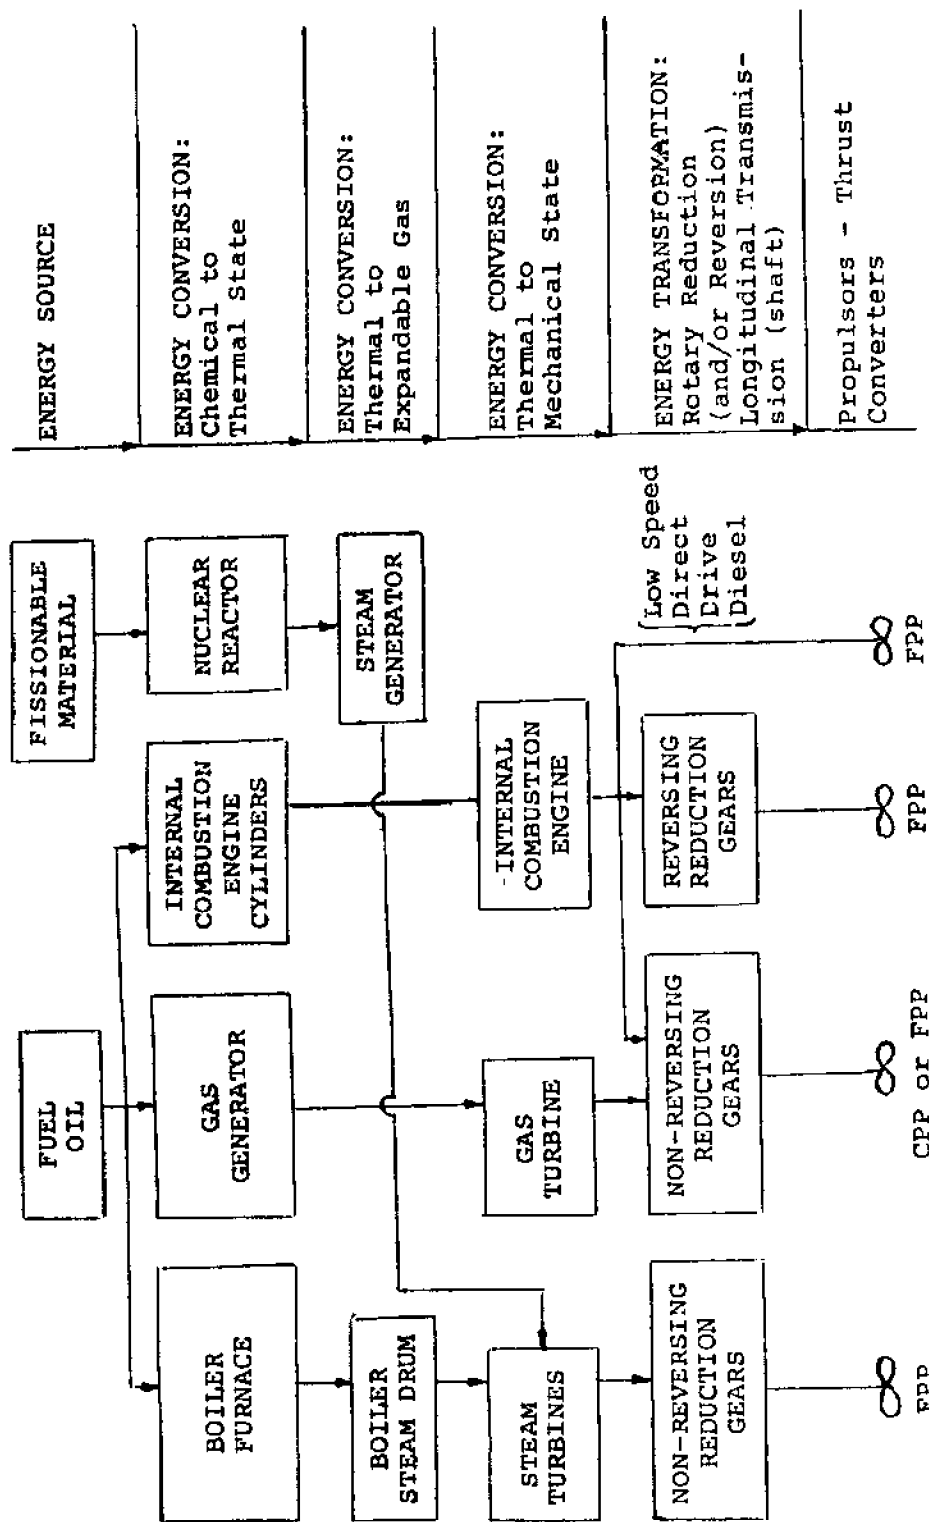 FUEL
OIL
FISSIONABLE
MATERIAL
ENERGY SOURCE
BOILER
FURNACE
GAS
GENERATOR
INTERNAL
COMBUSTION
ENGINE
CYLINDERS
NUCLEAR
REACTOR
ENERGY CONVERSION:
Chemical to
Thermal State
BOILER
STEAM DRUM
STEAM
GENERATOR
ENERGY CONVERSION:
Thermal to
Expandable Gas
STEAM
TURBINES
GAS
TURBINE
INTERNAL
COMBUSTION
ENGINE
ENERGY CONVERSION:
Thermal to
Mechanical State
NON-REVERSING
REDUCTION
GEARS
NON-REVERSING
REDUCTION
GEARS
REVERSING
REDUCTION
GEARS
Low Speed
Direct
Drive
Diesel
ENERGY TRANSFORMATION:
Rotary Reduction
(and/or Reversion)
Longitudinal Transmis-
sion (shaft)
FPP
CPP or FPP
FPP
FPP
Propulsors - Thrust
Converters